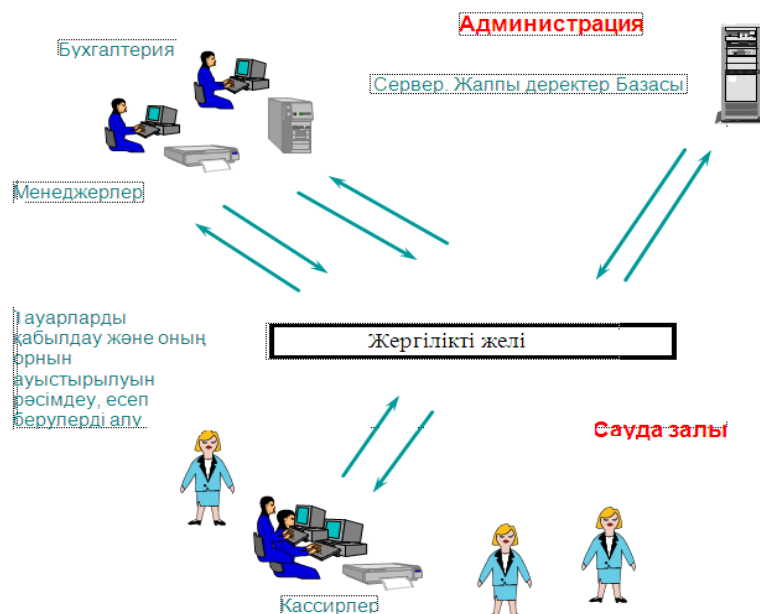 Администрация
Бухгалтерия
Сервер. Жалпы деректер Базасы
Менеджерлер
Тауарларды
қабылдау және оның
орнын
ауыстырылуын
рәсімдеу, есеп
берулерді алу
Жергілікті желі
Сауда залы
Кассирлер